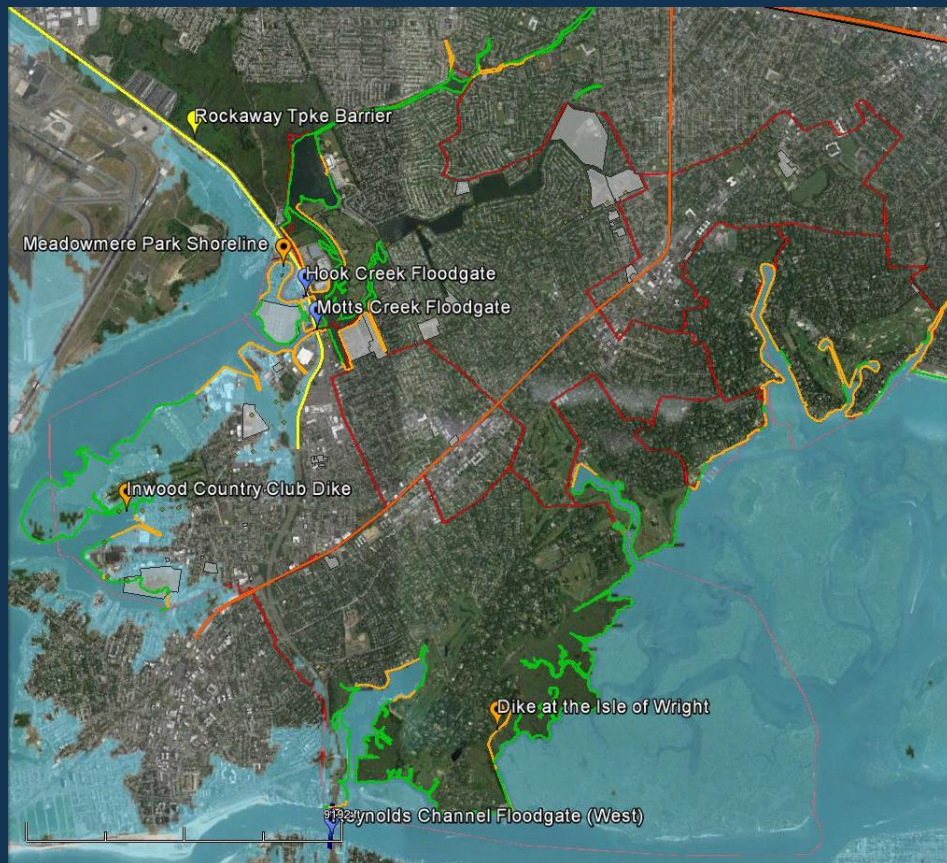 Rockaway Tpke Barrier
Meadowmere Park Shoreline
Hook Creek Floodgate
Motts Creek Floodgate
Inwood Country Club Dike
Dike at the Isle of Wright
Reynolds Channel Floodgate (West)